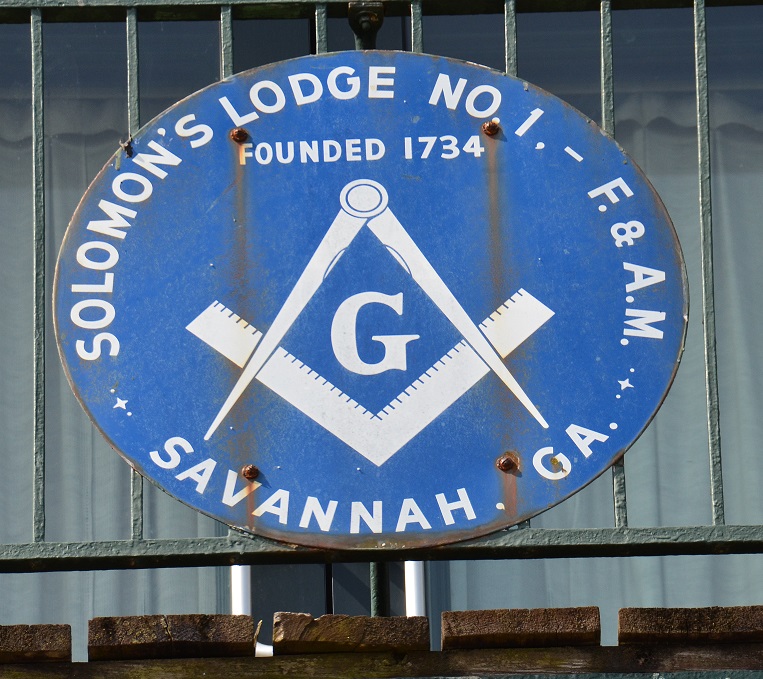 SOLOMON'S LODGE NO. 1. - F. & A.M.
FOUNDED 1734
G
SAVANNAH. GA.